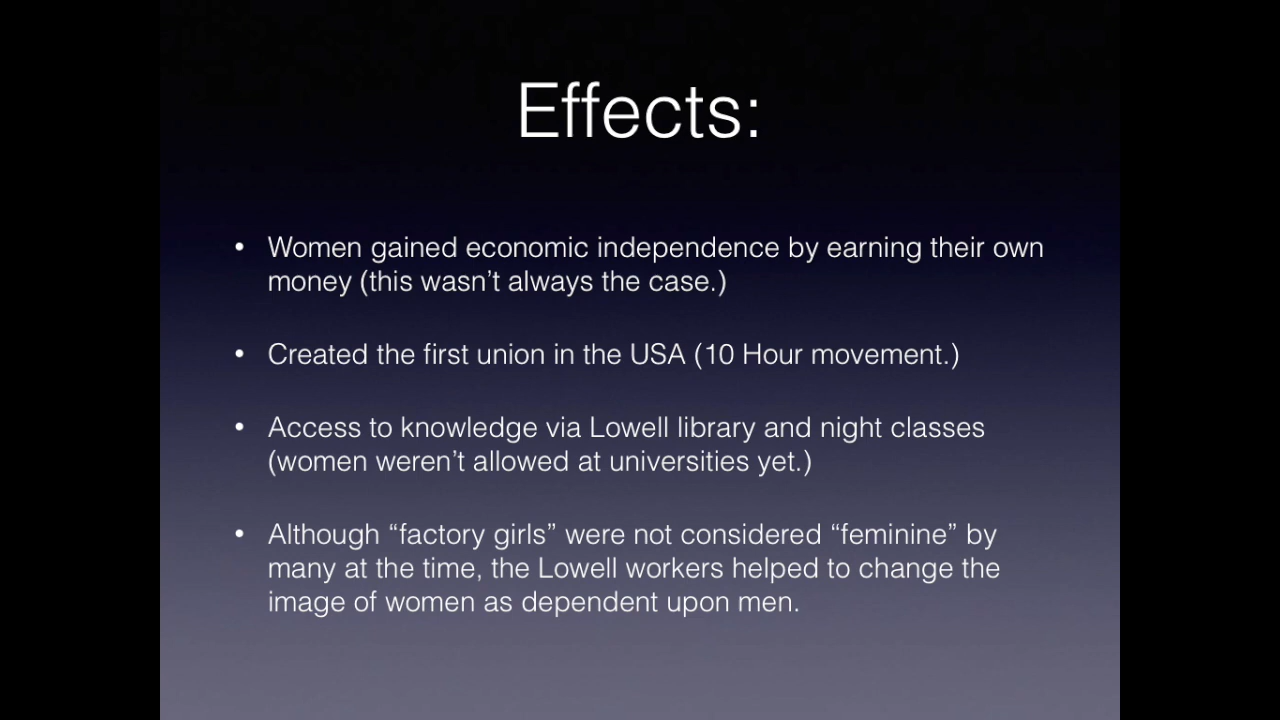 Effects:
• Women gained economic independence by earning their own
money (this wasn’t always the case.)
• Created the first union in the USA (10 Hour movement.)
• Access to knowledge via Lowell library and night classes
(women weren’t allowed at universities yet.)
• Although “factory girls” were not considered “feminine” by
many at the time, the Lowell workers helped to change the
image of women as dependent upon men.